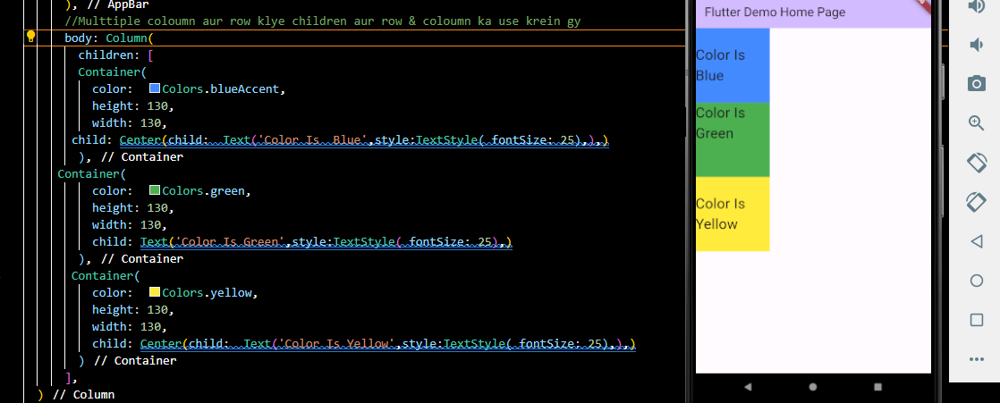 ), // AppBar
//Multtiple coloumn aur row klye children aur row & coloumn ka use krein gy
body: Column(
children: [
Container(
color: Colors.blueAccent,
height: 130,
width: 130,
child: Center(child: Text('Color Is Blue',style:TextStyle( fontSize: 25),),)
), // Container
Container(
color: Colors.green,
height: 130,
width: 130,
child: Text('Color Is Green',style:TextStyle( fontSize: 25),)
), // Container
Container(
color: Colors.yellow,
height: 130,
width: 130,
child: Center(child: Text('Color Is Yellow',style:TextStyle( fontSize: 25),),)
) // Container
],
) // Column
Flutter Demo Home Page
Color Is
Blue
Color Is
Green
Color Is
Yellow